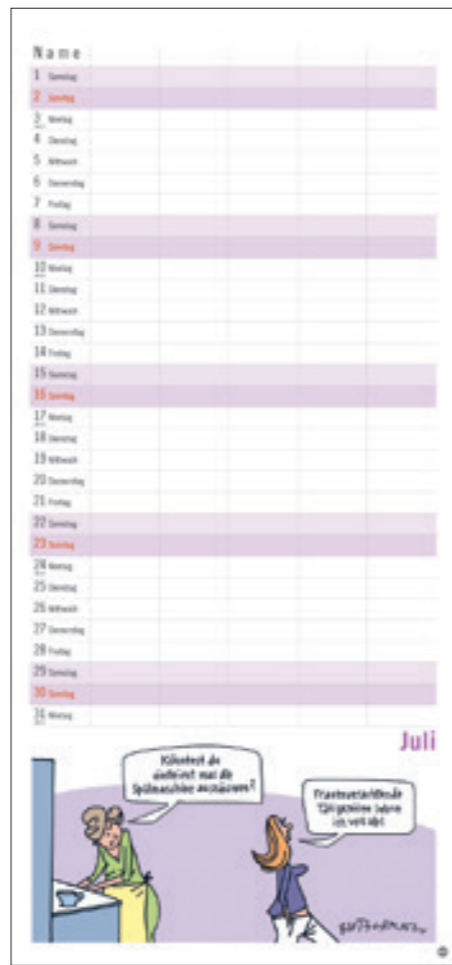 Name
1 Samstag
2 Sonntag
3 Montag
4 Dienstag
5 Mittwoch
6 Donnerstag
7 Freitag
8 Samstag
9 Sonntag
10 Montag
11 Dienstag
12 Mittwoch
13 Donnerstag
14 Freitag
15 Samstag
16 Sonntag
17 Montag
18 Dienstag
19 Mittwoch
20 Donnerstag
21 Freitag
22 Samstag
23 Sonntag
24 Montag
25 Dienstag
26 Mittwoch
27 Donnerstag
28 Freitag
29 Samstag
30 Sonntag
31 Montag
Juli
Könntest du
mal die
Spülmaschine ausräumen?
Frauenverachtende
ist